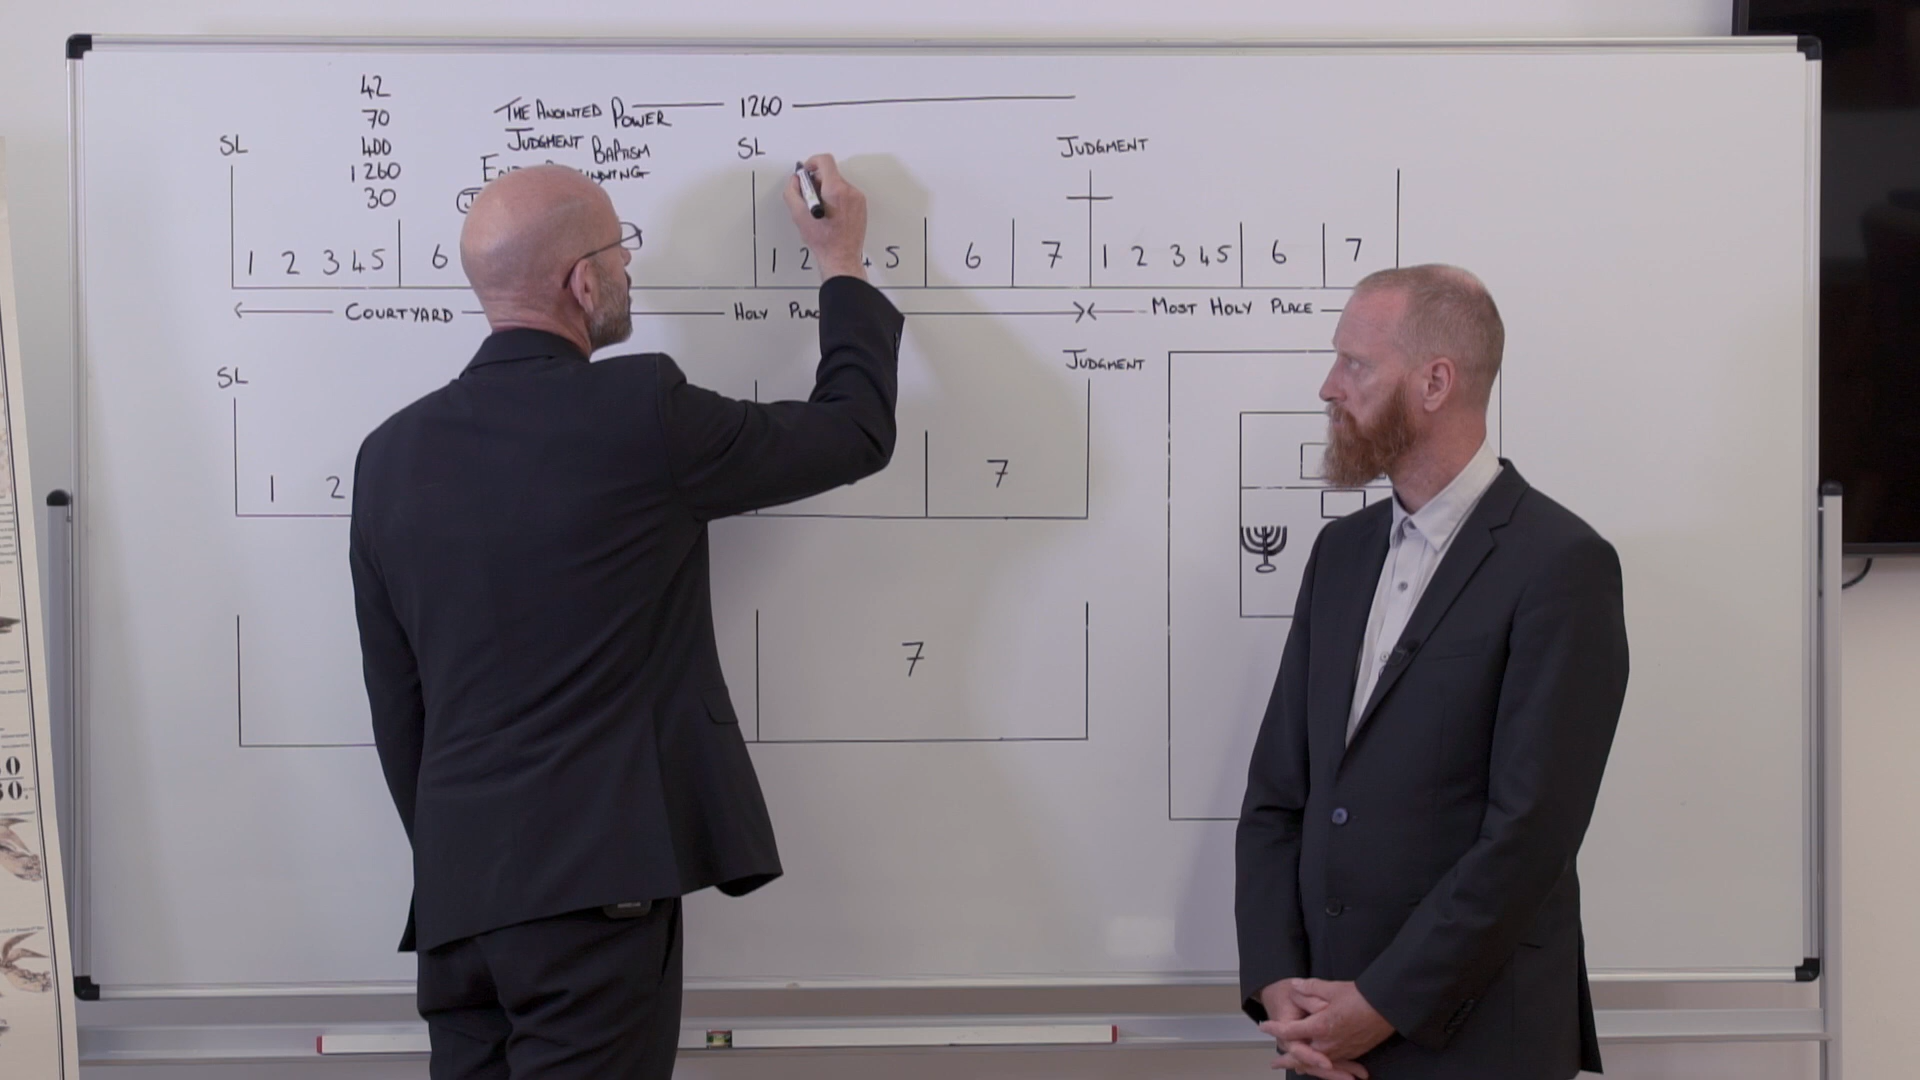 42
70
400
1260
30
THE ANOINTED POWER 1260
JUDGMENT BAPTISM
SL
SL
JUDGMENT
1 2 3 4 5 6
1 2 4 5 6 7
1 2 3 4 5 6 7
COURTYARD
HOLY
MOST HOLY PLACE
SL
JUDGMENT
1 2
7
7